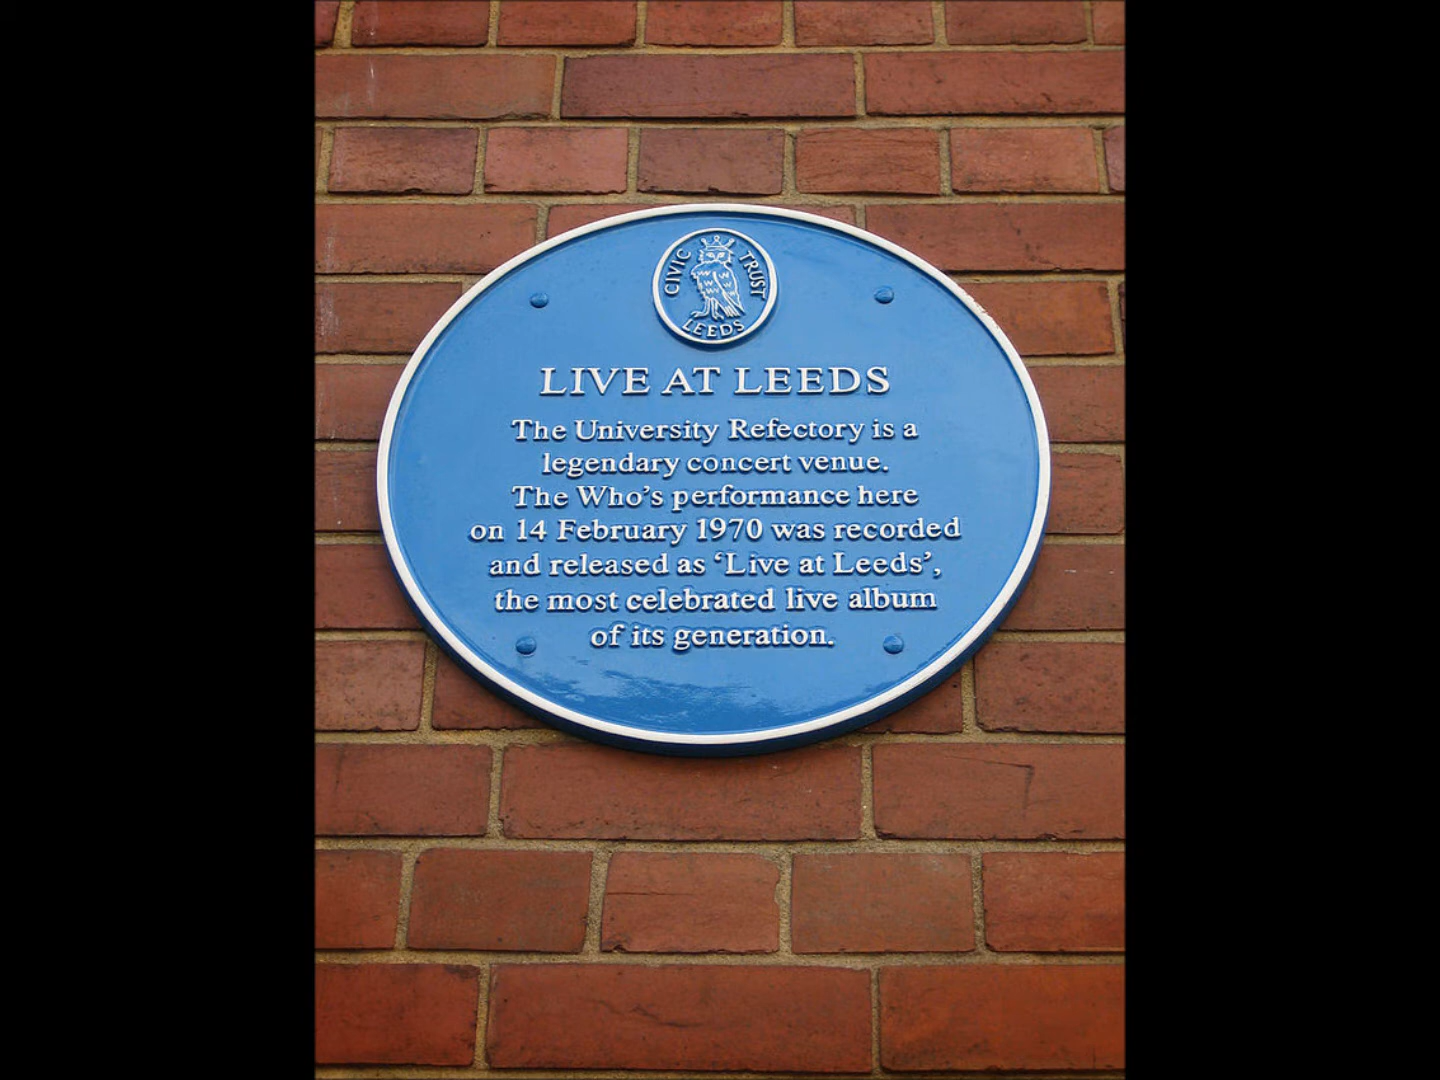 CIVIC TRUST
LEEDS
LIVE AT LEEDS
The University Refectory is a
legendary concert venue.
The Who's performance here
on 14 February 1970 was recorded
and released as ‘Live at Leeds’,
the most celebrated live album
of its generation.